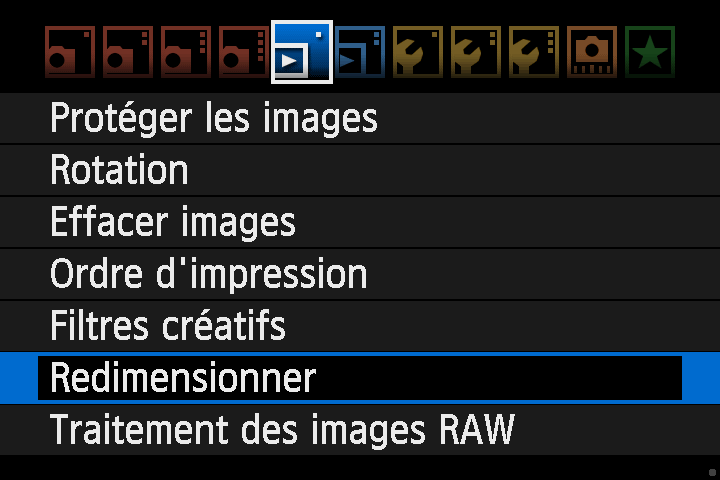 Protéger les images
Rotation
Effacer images
Ordre d'impression
Filtres créatifs
Redimensionner
Traitement des images RAW